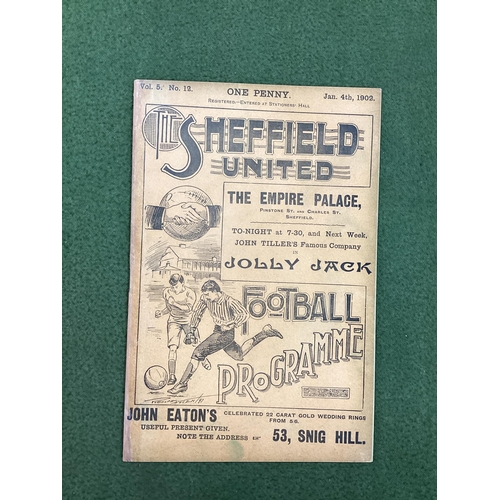 Vol. 5. No. 12.
ONE PENNY.
Jan. 4th, 1902.
Registered.—Entered at Stationers' Hall
THE SHEFFIELD
UNITED
THE EMPIRE PALACE,
Pinstone St. and Charles St.
Sheffield.
TO-NIGHT at 7-30, and Next Week,
JOHN TILLER'S Famous Company
in
JOLLY JACK
FOOTBALL
PROGRAMME
JOHN EATON'S
CELEBRATED 22 CARAT GOLD WEDDING RINGS
FROM 5/6.
USEFUL PRESENT GIVEN.
NOTE THE ADDRESS
53, SNIG HILL.